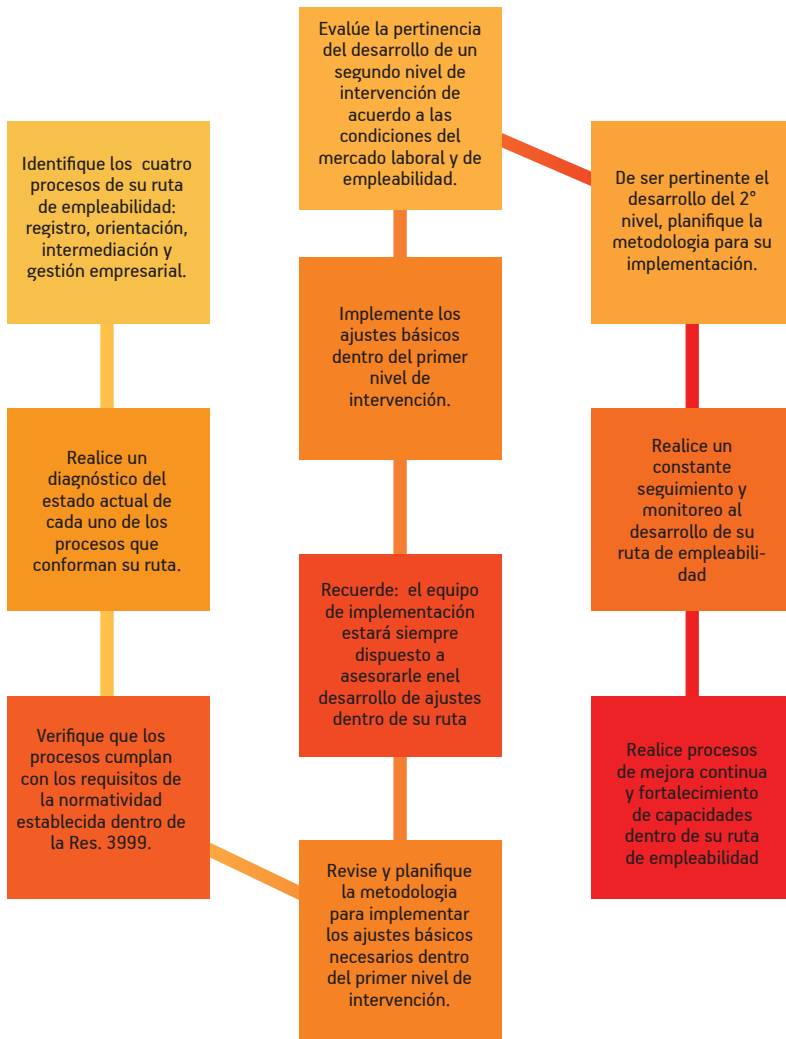 Identifique los  cuatro
procesos de su ruta
de empleabilidad:
registro, orientación,
intermediación y
gestión empresarial.
Realice un
diagnóstico del
estado actual de
cada uno de los
procesos que
conforman su ruta.
Verifique que los
procesos cumplan
con los requisitos de
la normatividad
establecida dentro de
la Res. 3999.
Revise y planifique
la metodologia
para implementar
los ajustes básicos
necesarios dentro
del primer nivel de
intervención.
Recuerde:  el equipo
de implementación
estará siempre
dispuesto a
asesorarle enel
desarrollo de ajustes
dentro de su ruta
Implemente los
ajustes básicos
dentro del primer
nivel de
intervención.
Evalúe la pertinencia
del desarrollo de un
segundo nivel de
intervención de
acuerdo a las
condiciones del
mercado laboral y de
empleabilidad.
De ser pertinente el
desarrollo del 2°
nivel, planifique la
metodologia para su
implementación.
Realice un
constante
seguimiento y
monitoreo al
desarrollo de su
ruta de empleabili-
dad
Realice procesos
de mejora continua
y fortalecimiento
de capacidades
dentro de su ruta
de empleabilidad